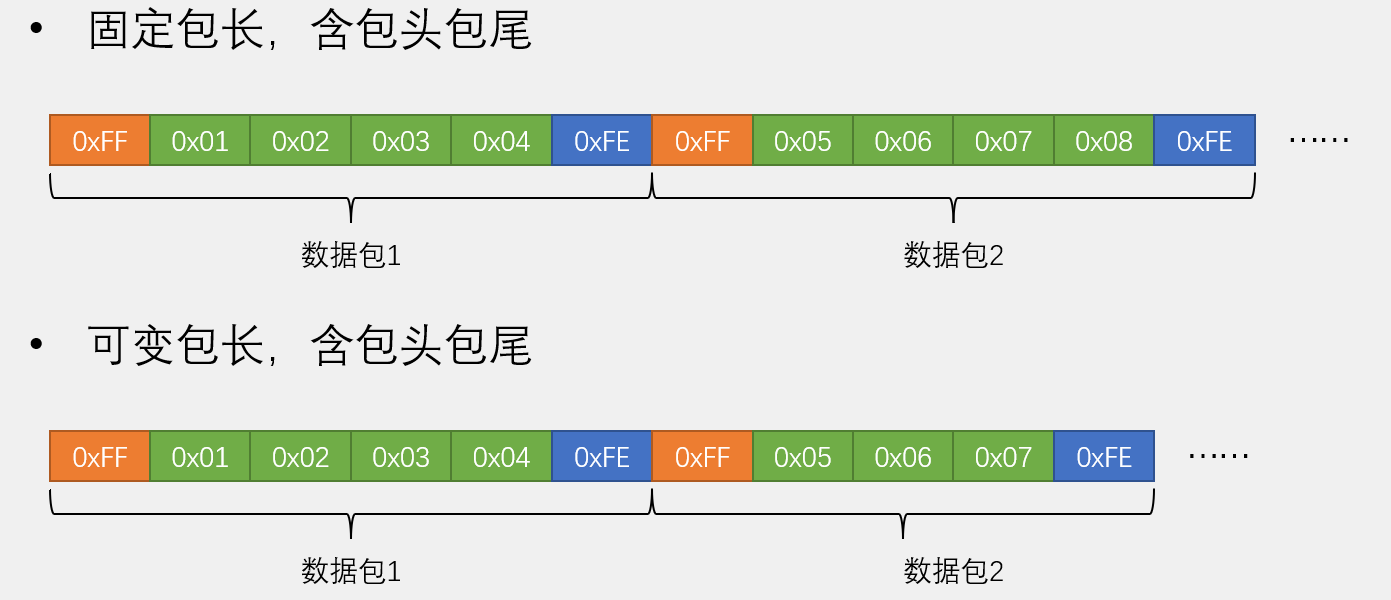 • 固定包长，含包头包尾
0xFF 0x01 0x02 0x03 0x04 0xFE 0xFF 0x05 0x06 0x07 0x08 0xFE ……
数据包1 数据包2
• 可变包长，含包头包尾
0xFF 0x01 0x02 0x03 0x04 0xFE 0xFF 0x05 0x06 0x07 0xFE ……
数据包1 数据包2